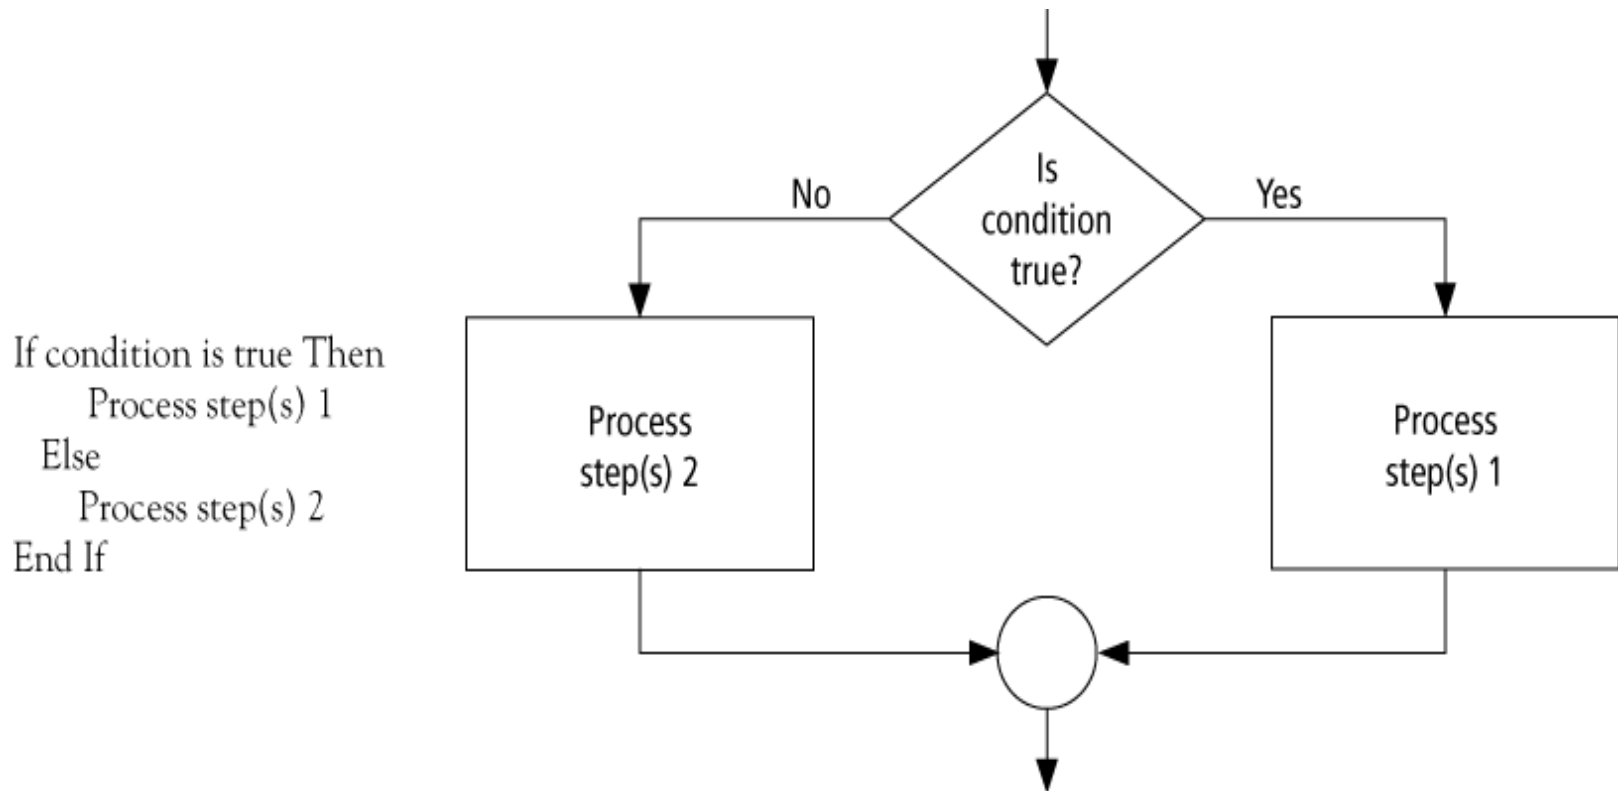 If condition is true Then
Process step(s) 1
Else
Process step(s) 2
End If
Is
condition
true?
No
Yes
Process
step(s) 2
Process
step(s) 1